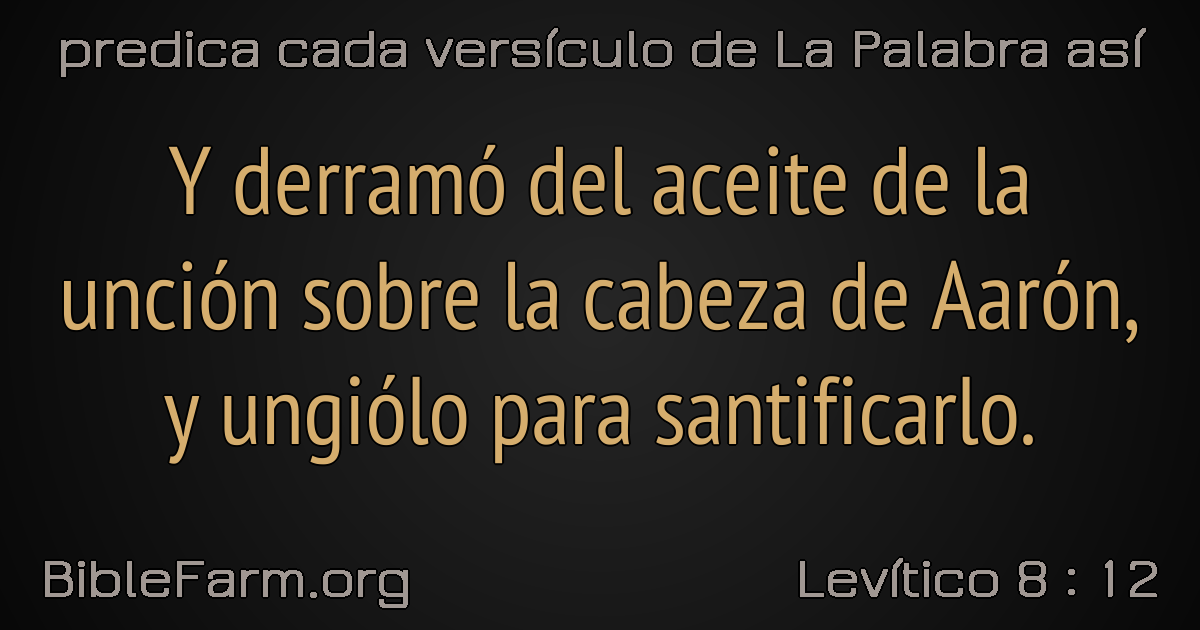 predica cada versículo de La Palabra así
Y derramó del aceite de la
unción sobre la cabeza de Aarón,
y ungiólo para santificarlo.
BibleFarm.org
Levítico 8 : 12